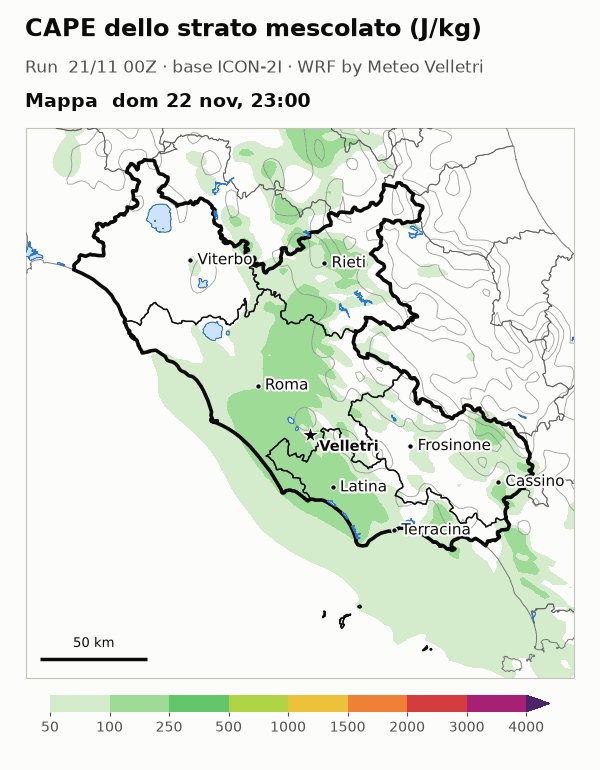 CAPE dello strato mescolato (J/kg)
Run 21/11 00Z · base ICON-2I · WRF by Meteo Velletri
Mappa dom 22 nov, 23:00
Viterbo
Rieti
Roma
Velletri
Frosinone
Latina
Cassino
Terracina
50 km
50 100 250 500 1000 1500 2000 3000 4000